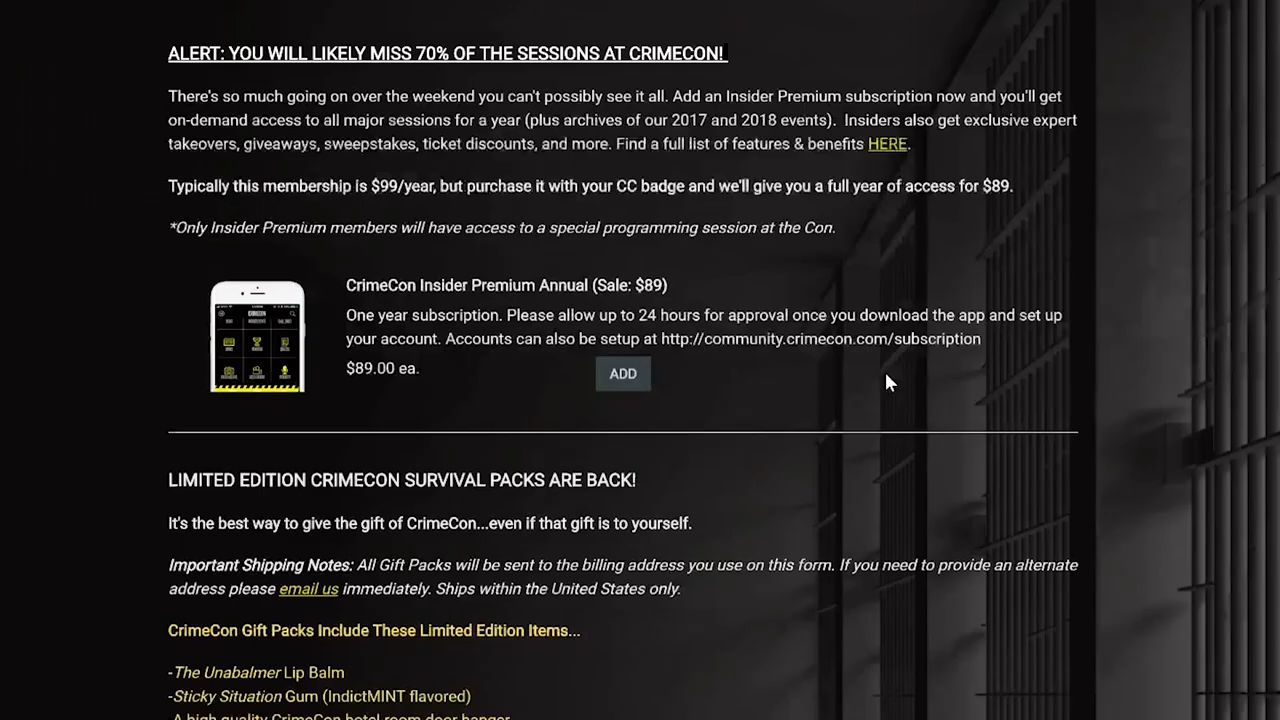 ALERT: YOU WILL LIKELY MISS 70% OF THE SESSIONS AT CRIMECON!
There's so much going on over the weekend you can't possibly see it all. Add an Insider Premium subscription now and you'll get
on-demand access to all major sessions for a year (plus archives of our 2017 and 2018 events). Insiders also get exclusive expert
takeovers, giveaways, sweepstakes, ticket discounts, and more. Find a full list of features & benefits HERE.
Typically this membership is $99/year, but purchase it with your CC badge and we'll give you a full year of access for $89.
*Only Insider Premium members will have access to a special programming session at the Con.
CrimeCon Insider Premium Annual (Sale: $89)
One year subscription. Please allow up to 24 hours for approval once you download the app and set up
your account. Accounts can also be setup at http://community.crimecon.com/subscription
$89.00 ea.
ADD
LIMITED EDITION CRIMECON SURVIVAL PACKS ARE BACK!
It's the best way to give the gift of CrimeCon...even if that gift is to yourself.
Important Shipping Notes: All Gift Packs will be sent to the billing address you use on this form. If you need to provide an alternate
address please email us immediately. Ships within the United States only.
CrimeCon Gift Packs Include These Limited Edition Items...
-The Unabalmer Lip Balm
-Sticky Situation Gum (IndictMINT flavored)
-A high quality CrimeCon hotel room door hanger